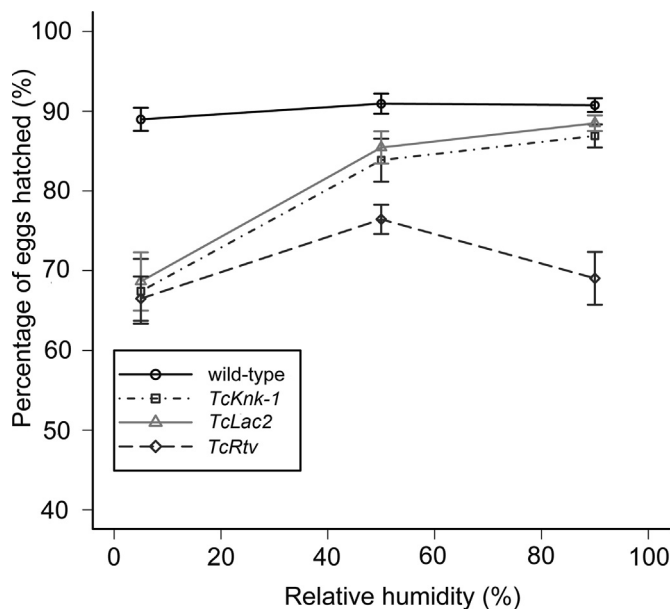 Percentage of eggs hatched (%)
100
90
80
70
60
50
40
wild-type
TcKnk-1
TcLac2
TcRtv
0 20 40 60 80 100
Relative humidity (%)